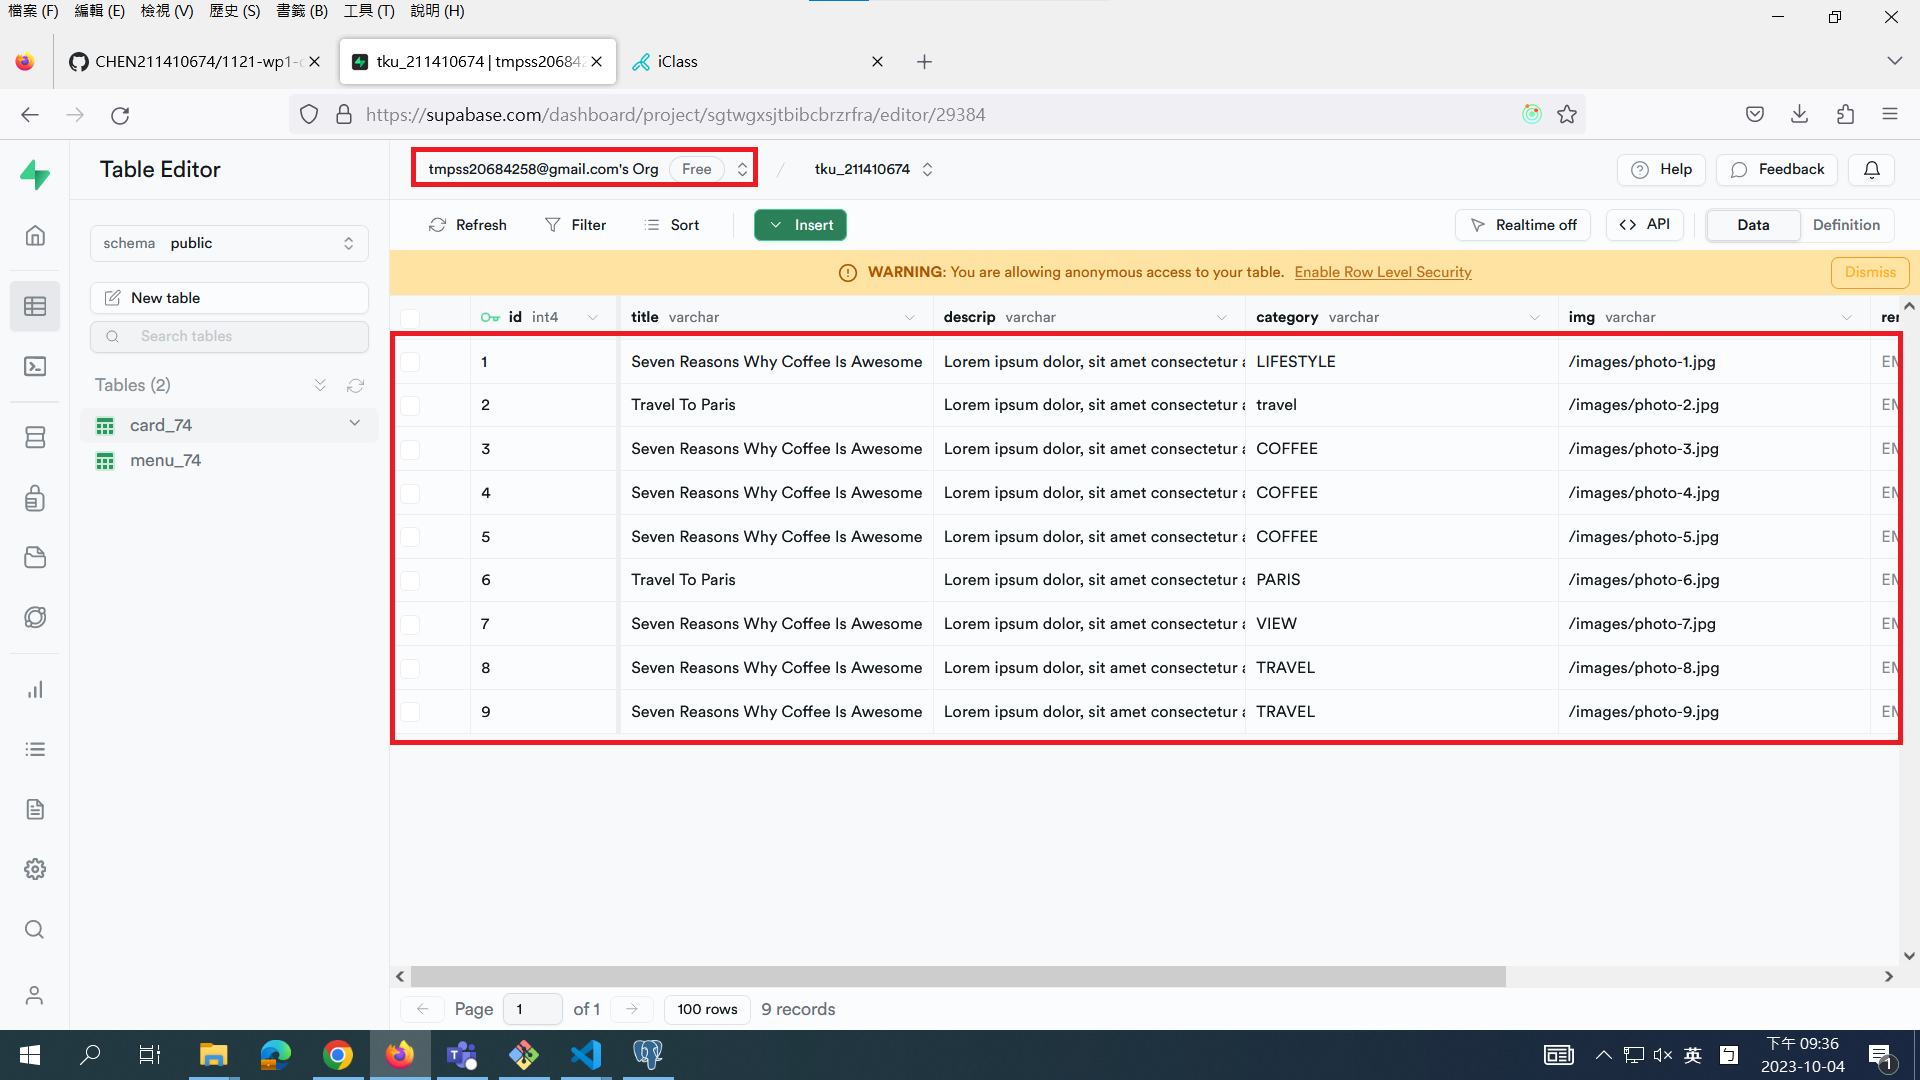 檔案 (F) 編輯 (E) 檢視 (V) 歷史 (S) 書籤 (B) 工具 (T) 說明 (H)
CHEN211410674/1121-wp1- tku_211410674 | tmpss20684 iClass
https://supabase.com/dashboard/project/sgtwgxsjtbibcbrzrfra/editor/29384
Table Editor
tmpss20684258@gmail.com's Org Free / tku_211410674 Help Feedback
schema public
Refresh Filter Sort Insert Realtime off <> API Data Definition
WARNING: You are allowing anonymous access to your table. Enable Row Level Security Dismiss
New table
Search tables
Tables (2)
card_74
menu_74
id int4 title varchar descrip varchar category varchar img varchar
1 Seven Reasons Why Coffee Is Awesome Lorem ipsum dolor, sit amet consectetur LIFESTYLE /images/photo-1.jpg
2 Travel To Paris Lorem ipsum dolor, sit amet consectetur travel /images/photo-2.jpg
3 Seven Reasons Why Coffee Is Awesome Lorem ipsum dolor, sit amet consectetur COFFEE /images/photo-3.jpg
4 Seven Reasons Why Coffee Is Awesome Lorem ipsum dolor, sit amet consectetur COFFEE /images/photo-4.jpg
5 Seven Reasons Why Coffee Is Awesome Lorem ipsum dolor, sit amet consectetur COFFEE /images/photo-5.jpg
6 Travel To Paris Lorem ipsum dolor, sit amet consectetur PARIS /images/photo-6.jpg
7 Seven Reasons Why Coffee Is Awesome Lorem ipsum dolor, sit amet consectetur VIEW /images/photo-7.jpg
8 Seven Reasons Why Coffee Is Awesome Lorem ipsum dolor, sit amet consectetur TRAVEL /images/photo-8.jpg
9 Seven Reasons Why Coffee Is Awesome Lorem ipsum dolor, sit amet consectetur TRAVEL /images/photo-9.jpg
Page 1 of 1 100 rows 9 records
英 下午 09:36
2023-10-04 1